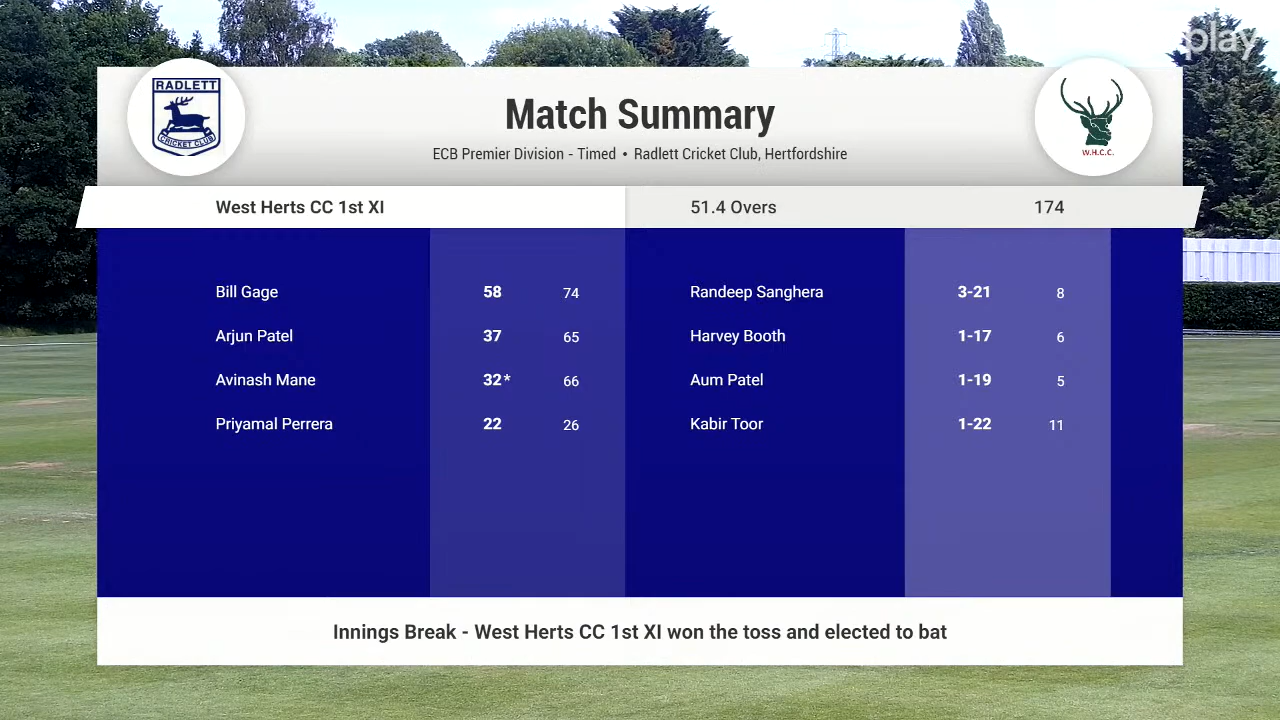 play
RADLETT
CRICKET CLUB
W.H.C.C.
Match Summary
ECB Premier Division - Timed • Radlett Cricket Club, Hertfordshire
West Herts CC 1st XI 51.4 Overs 174
Bill Gage 58 74 Randeep Sanghera 3-21 8
Arjun Patel 37 65 Harvey Booth 1-17 6
Avinash Mane 32* 66 Aum Patel 1-19 5
Priyamal Perrera 22 26 Kabir Toor 1-22 11
Innings Break - West Herts CC 1st XI won the toss and elected to bat